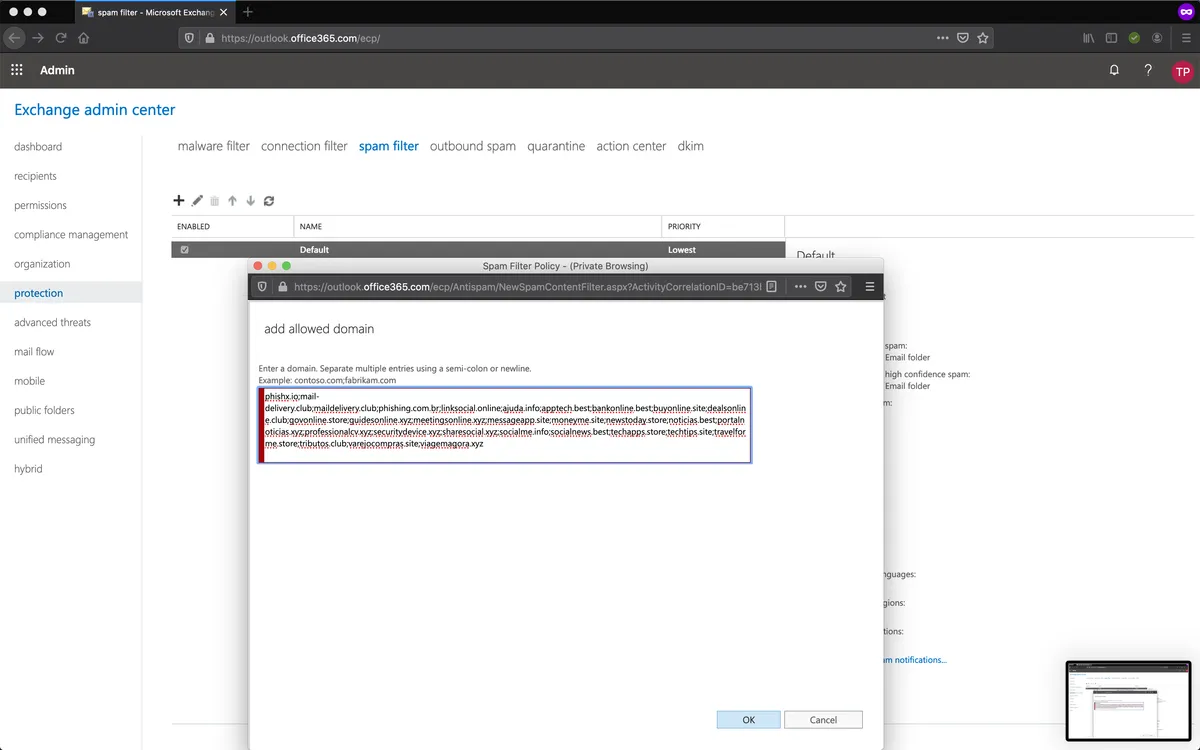 spam filter - Microsoft Exchang
https://outlook.office365.com/ecp/
Admin
TP
Exchange admin center
dashboard
recipients
permissions
compliance management
organization
protection
advanced threats
mail flow
mobile
public folders
unified messaging
hybrid
malware filter connection filter spam filter outbound spam quarantine action center dkim
ENABLED NAME PRIORITY
Default Lowest
Default
Spam Filter Policy - (Private Browsing)
https://outlook.office365.com/ecp/Antispam/NewSpamContentFilter.aspx?ActivityCorrelationID=be713
add allowed domain
Enter a domain. Separate multiple entries using a semi-colon or newline.
Example: contoso.com;fabrikam.com
phishx.io;mail-
delivery.club;maildelivery.club;phishing.com.br;linksocial.online;ajuda.info;apptech.best;bankonline.best;buyonline.site;dealsonlin
e.club;govonline.store;guidesonline.xyz;meetingsonline.xyz;messageapp.site;moneyme.site;newstoday.store;noticias.best;portaln
oticias.xyz;professionalcv.xyz;securitydevice.xyz;sharesocial.xyz;socialme.info;socialnews.best;techapps.store;techtips.site;travelfor
me.store;tributos.club;varejocompras.site;viagemagora.xyz
spam:
Email folder
high confidence spam:
Email folder
m:
nguages:
gions:
tions:
am notifications...
OK Cancel